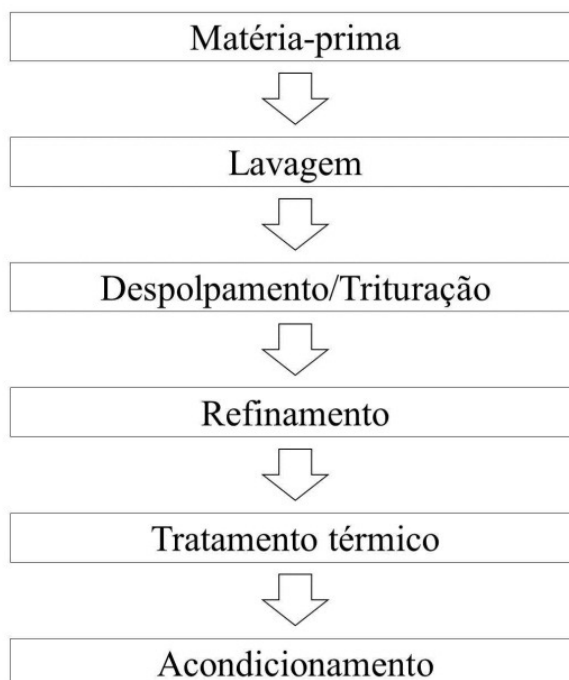 Matéria-prima
Lavagem
Despolpamento/Trituração
Refinamento
Tratamento térmico
Acondicionamento